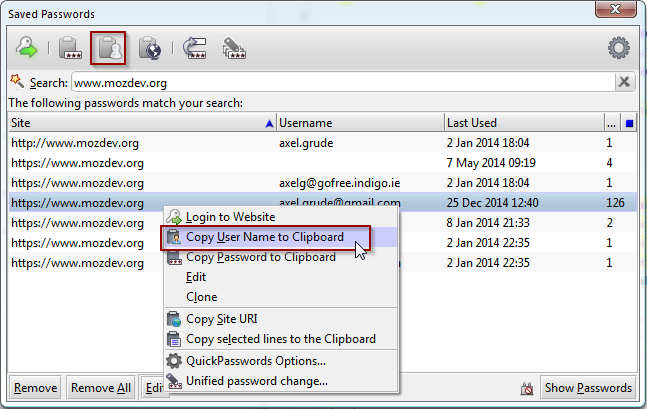 Saved Passwords
Search: www.mozdev.org
The following passwords match your search:
Site Username Last Used ...
http://www.mozdev.org axel.grude 2 Jan 2014 18:04 1
https://www.mozdev.org 7 May 2014 09:19 4
https://www.mozdev.org axelg@gofree.indigo.ie 2 Jan 2014 18:04 1
https://www.mozdev.org axel.grude@gmail.com 25 Dec 2014 12:40 126
https://www.mozdev.org 8 Jan 2014 21:33 2
https://www.mozdev.org 2 Jan 2014 22:35 1
https://www.mozdev.org 2 Jan 2014 22:35 1
Login to Website
Copy User Name to Clipboard
Copy Password to Clipboard
Edit
Clone
Copy Site URI
Copy selected lines to the Clipboard
QuickPasswords Options...
Unified password change...
Remove Remove All Edit Show Passwords